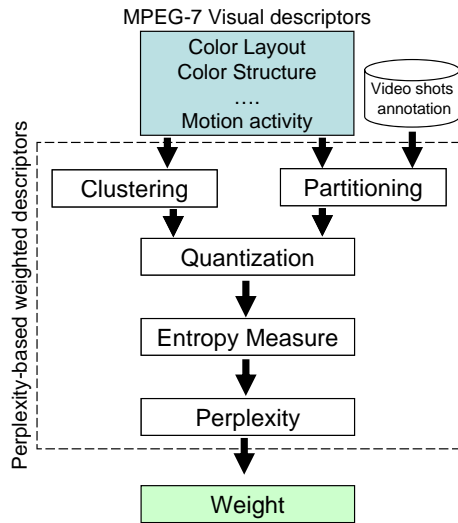 MPEG-7 Visual descriptors
Color Layout
Color Structure
....
Motion activity
Video shots
annotation
Perplexity-based weighted descriptors
Clustering
Partitioning
Quantization
Entropy Measure
Perplexity
Weight